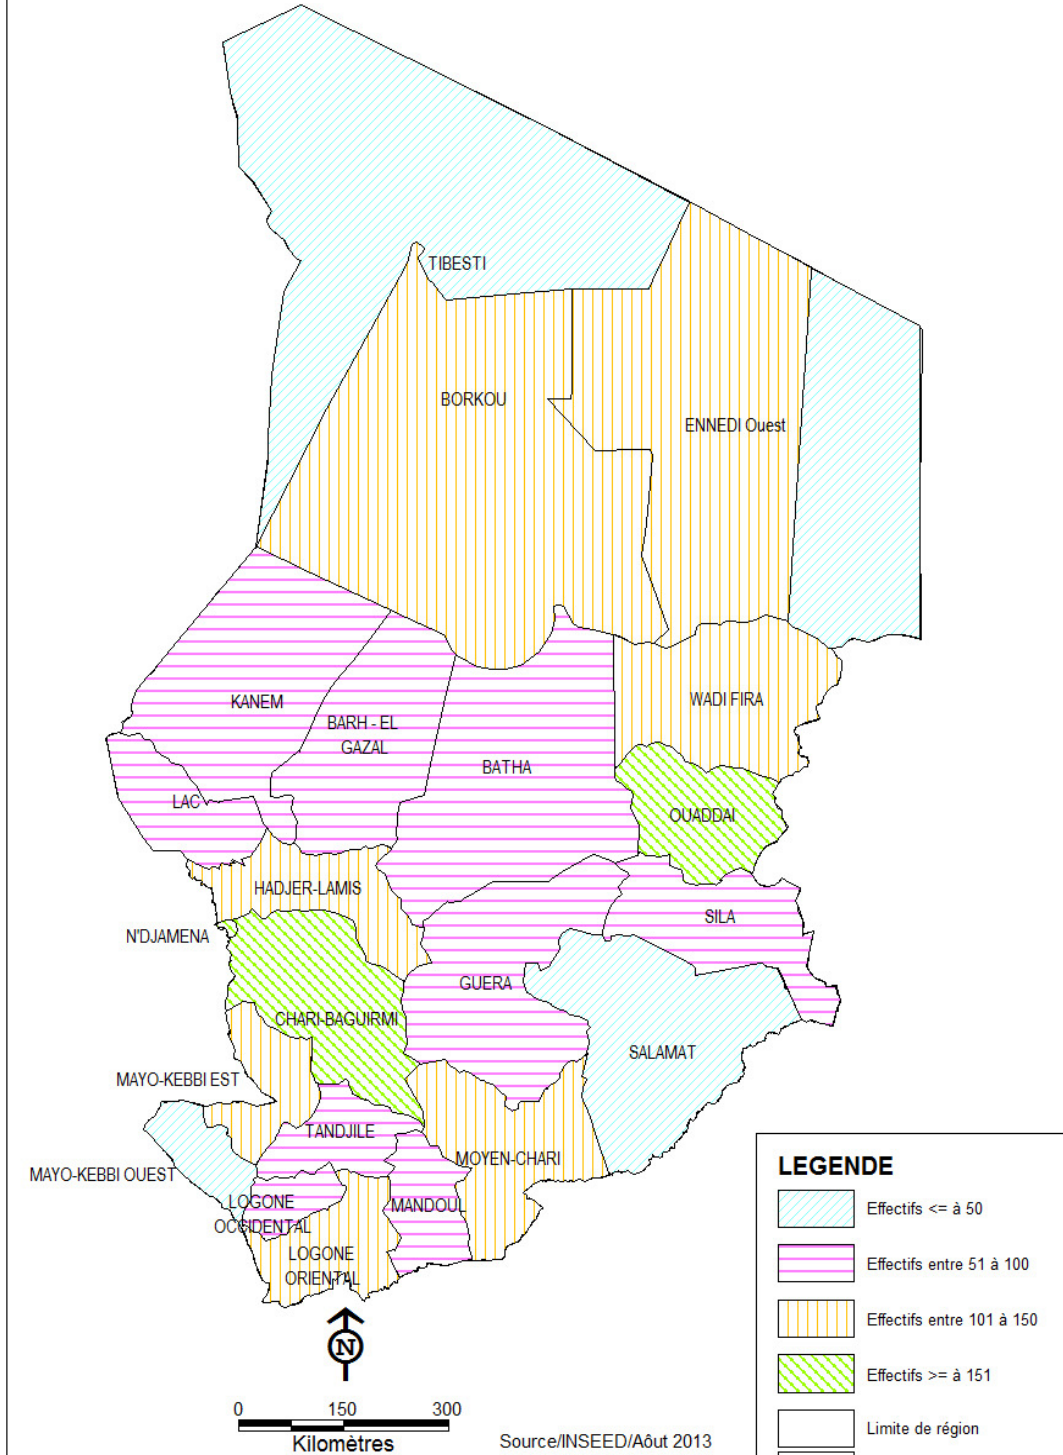 TIBESTI
BORKOU
ENNEDI Ouest
WADI FIRA
KANEM
BARH - EL
GAZAL
BATHA
LAC
OUADDAI
HADJER-LAMIS
SILA
N'DJAMENA
GUERA
CHARI-BAGUIRMI
SALAMAT
MAYO-KEBBI EST
TANDJILE
MOYEN-CHARI
MAYO-KEBBI OUEST
LOGONE
OCCIDENTAL
MANDOUL
LOGONE
ORIENTAL
LEGENDE
Effectifs <= à 50
Effectifs entre 51 à 100
Effectifs entre 101 à 150
Effectifs >= à 151
Limite de région
N
0 150 300
Kilomètres
Source/INSEED/Aôut 2013